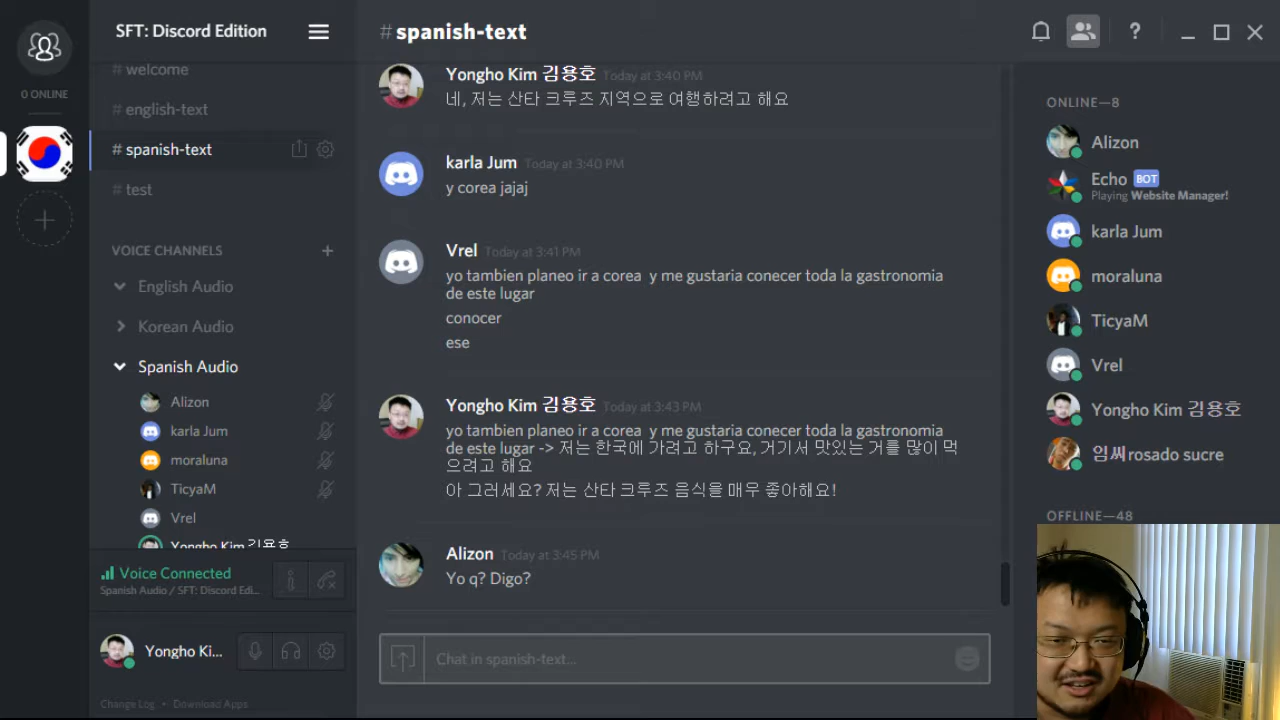 0 ONLINE
SFT: Discord Edition
# welcome
# english-text
# spanish-text
# test
VOICE CHANNELS
English Audio
Korean Audio
Spanish Audio
Alizon
karla Jum
moraluna
TicyaM
Vrel
Yongho Kim 김용호
Voice Connected
Spanish Audio / SFT: Discord Edi...
Yongho Ki...
Change Log • Download Apps
# spanish-text
Yongho Kim 김용호 Today at 3:40 PM
네, 저는 산타 크루즈 지역으로 여행하려고 해요
karla Jum Today at 3:40 PM
y corea jajaj
Vrel Today at 3:41 PM
yo tambien planeo ir a corea y me gustaria conecer toda la gastronomia
de este lugar
conocer
ese
Yongho Kim 김용호 Today at 3:43 PM
yo tambien planeo ir a corea y me gustaria conecer toda la gastronomia
de este lugar -> 저는 한국에 가려고 하구요, 거기서 맛있는 거를 많이 먹
으려고 해요
아 그러세요? 저는 산타 크루즈 음식을 매우 좋아해요!
Alizon Today at 3:45 PM
Yo q? Digo?
Chat in spanish-text...
ONLINE—8
Alizon
Echo BOT
Playing Website Manager!
karla Jum
moraluna
TicyaM
Vrel
Yongho Kim 김용호
임씨rosado sucre
OFFLINE—48